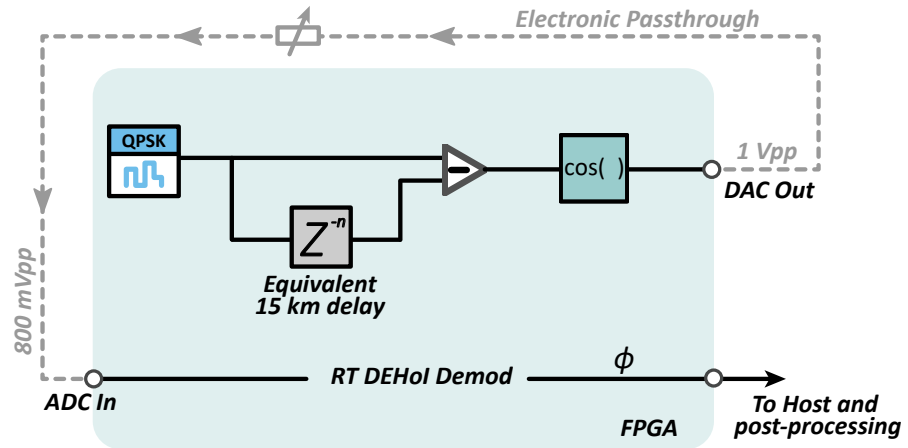 Electronic Passthrough
QPSK
cos( )
1 Vpp
DAC Out
Z⁻ⁿ
Equivalent
15 km delay
800 mVpp
ADC In
RT DEHol Demod
ϕ
FPGA
To Host and
post-processing